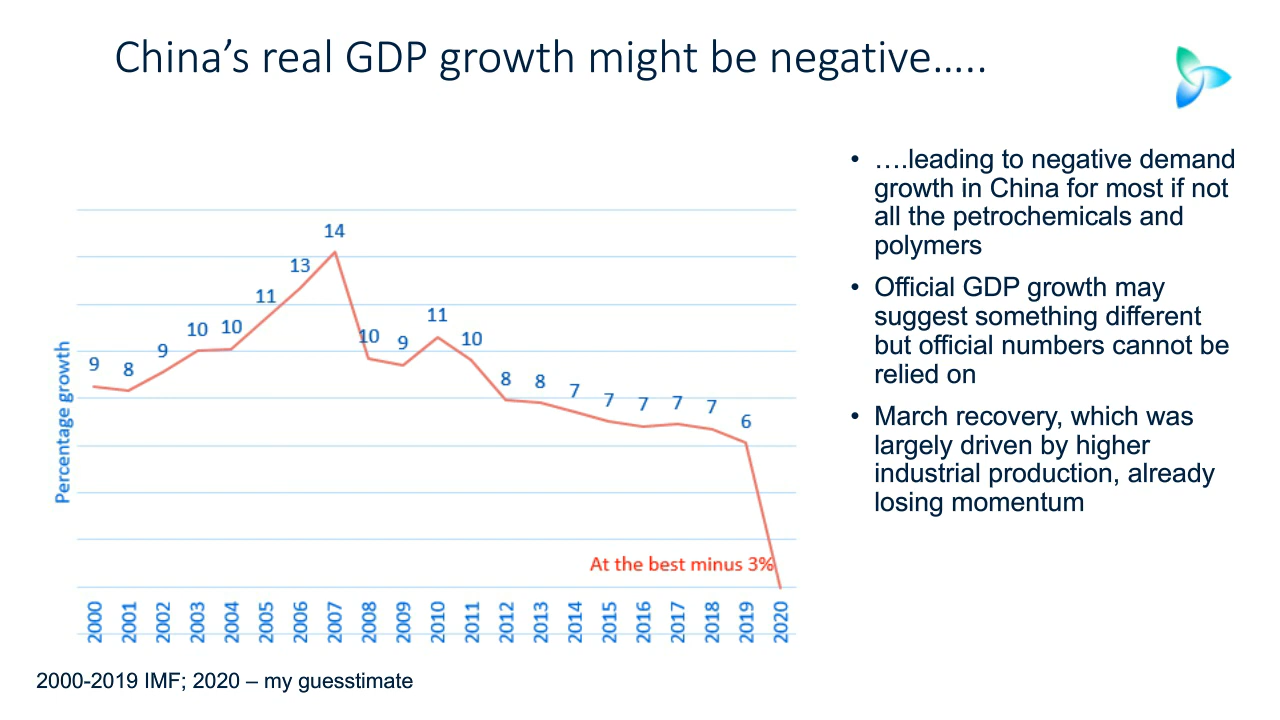 China’s real GDP growth might be negative…..
• ….leading to negative demand
growth in China for most if not
all the petrochemicals and
polymers
• Official GDP growth may
suggest something different
but official numbers cannot be
relied on
• March recovery, which was
largely driven by higher
industrial production, already
losing momentum
Percentage growth
9
8
9
10
10
11
13
14
10
9
11
10
8
8
7
7
7
7
7
6
At the best minus 3%
2000
2001
2002
2003
2004
2005
2006
2007
2008
2009
2010
2011
2012
2013
2014
2015
2016
2017
2018
2019
2020
2000-2019 IMF; 2020 – my guesstimate